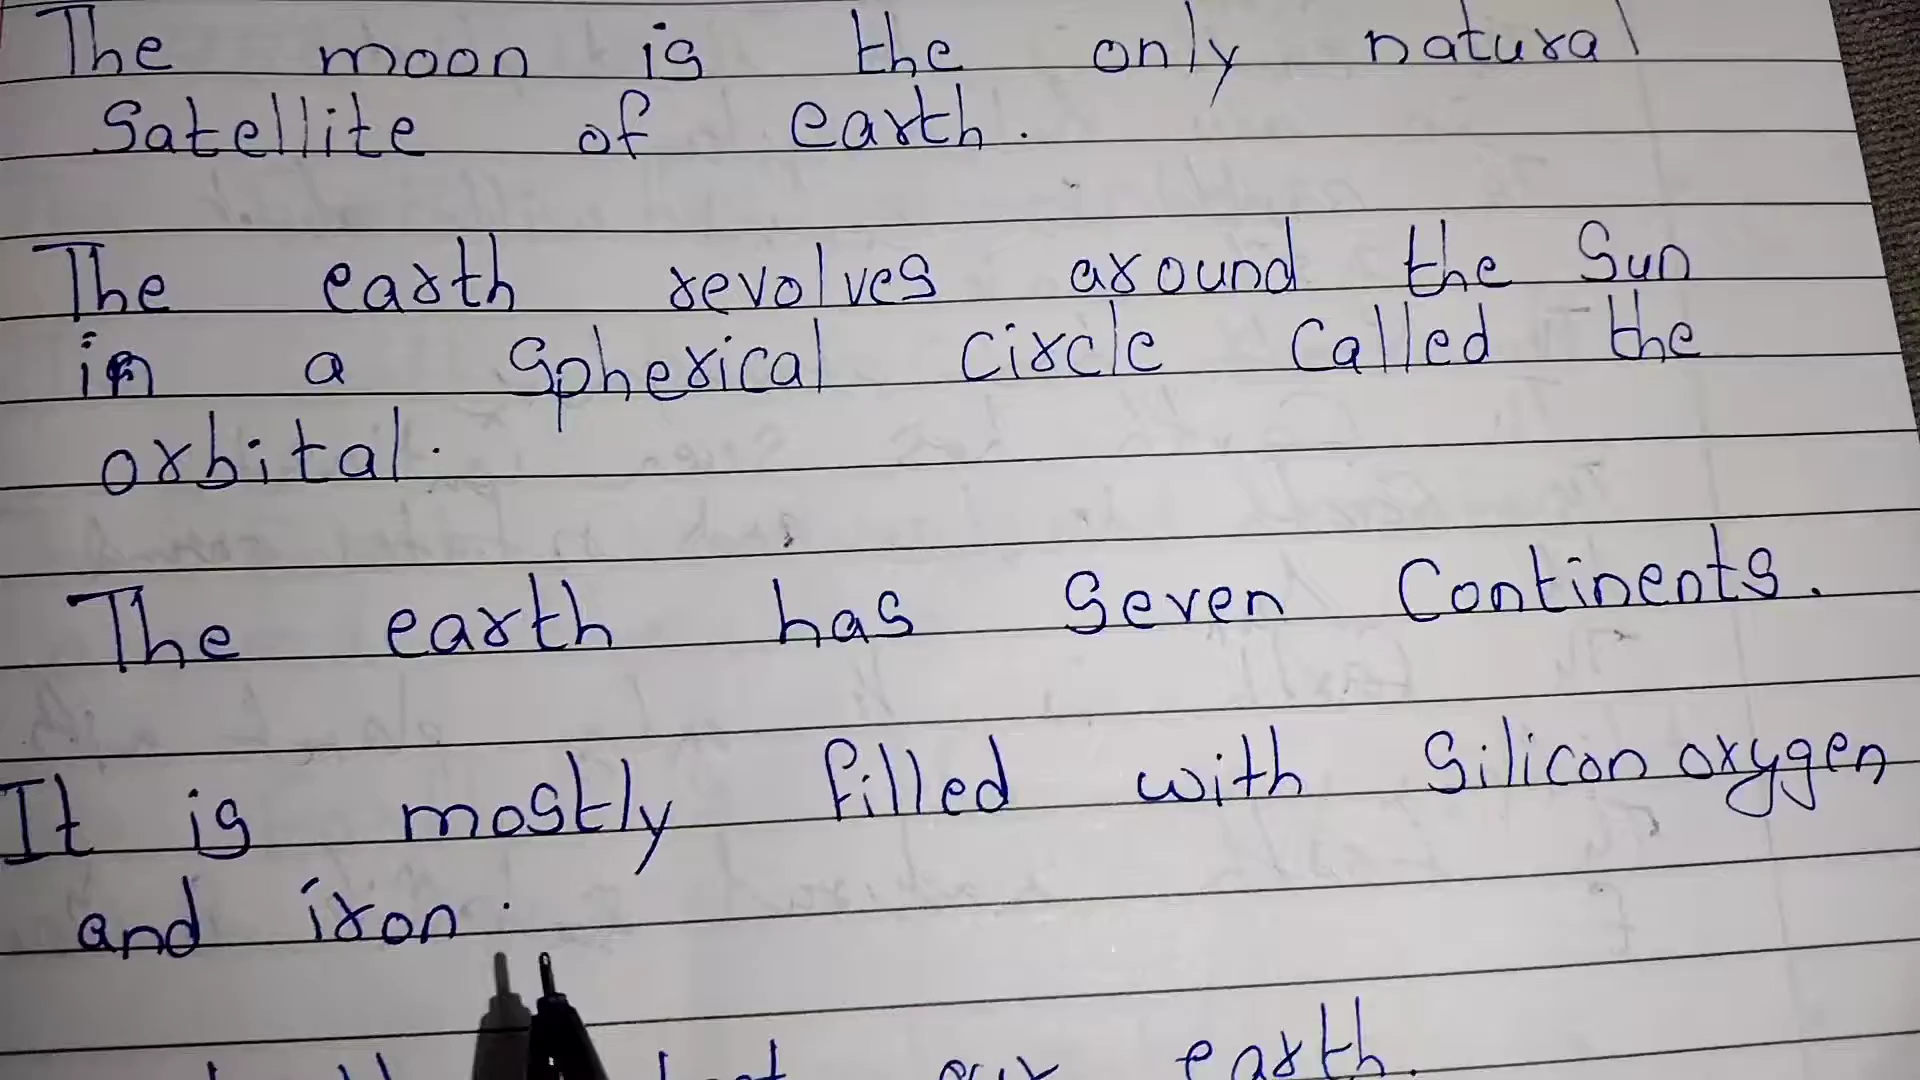 The moon is the only natural
Satellite of earth.
The earth revolves around the Sun
in a Spherical Circle Called the
orbital.
The earth has Seven Continents.
It is mostly filled with Silicon oxygen
and iron.
our earth.